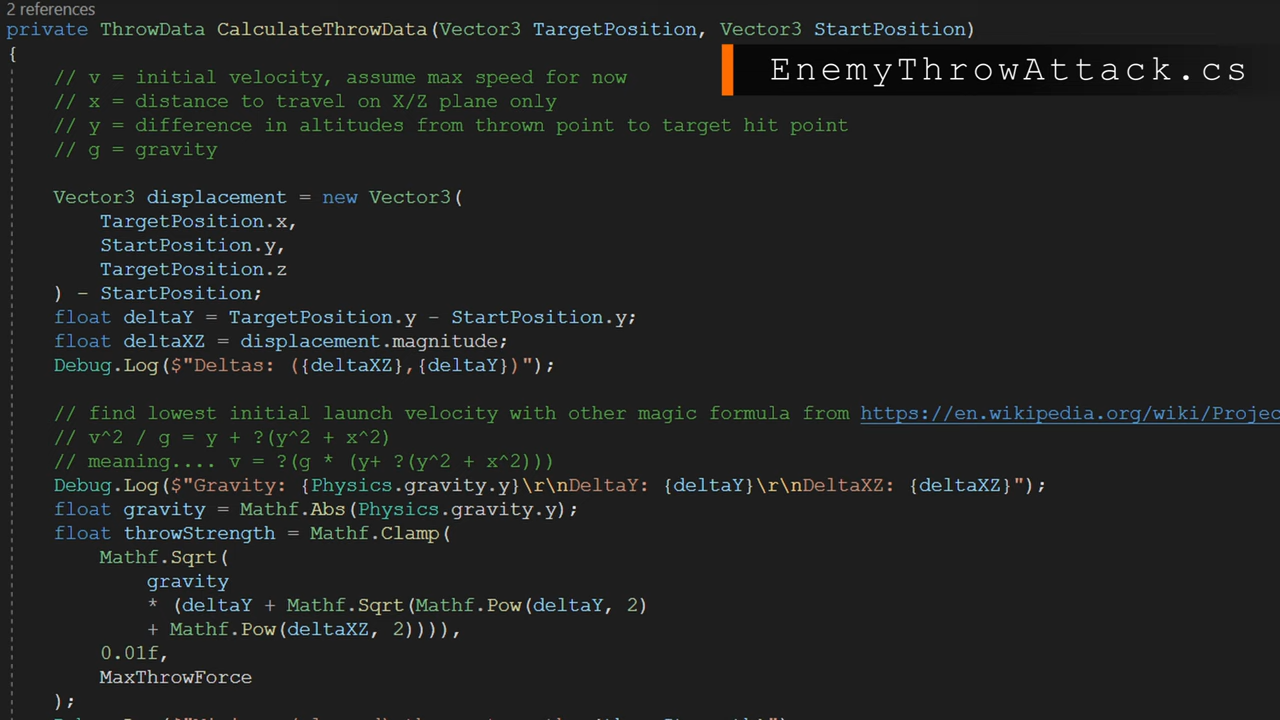 2 references
private ThrowData CalculateThrowData(Vector3 TargetPosition, Vector3 StartPosition)
EnemyThrowAttack.cs
{
// v = initial velocity, assume max speed for now
// x = distance to travel on X/Z plane only
// y = difference in altitudes from thrown point to target hit point
// g = gravity
Vector3 displacement = new Vector3(
TargetPosition.x,
StartPosition.y,
TargetPosition.z
) - StartPosition;
float deltaY = TargetPosition.y - StartPosition.y;
float deltaXZ = displacement.magnitude;
Debug.Log($"Deltas: ({deltaXZ},{deltaY})");
// find lowest initial launch velocity with other magic formula from https://en.wikipedia.org/wiki/Projec
// v^2 / g = y + ?(y^2 + x^2)
// meaning.... v = ?(g * (y+ ?(y^2 + x^2)))
Debug.Log($"Gravity: {Physics.gravity.y}\r\nDeltaY: {deltaY}\r\nDeltaXZ: {deltaXZ}");
float gravity = Mathf.Abs(Physics.gravity.y);
float throwStrength = Mathf.Clamp(
Mathf.Sqrt(
gravity
* (deltaY + Mathf.Sqrt(Mathf.Pow(deltaY, 2)
+ Mathf.Pow(deltaXZ, 2)))),
0.01f,
MaxThrowForce
);